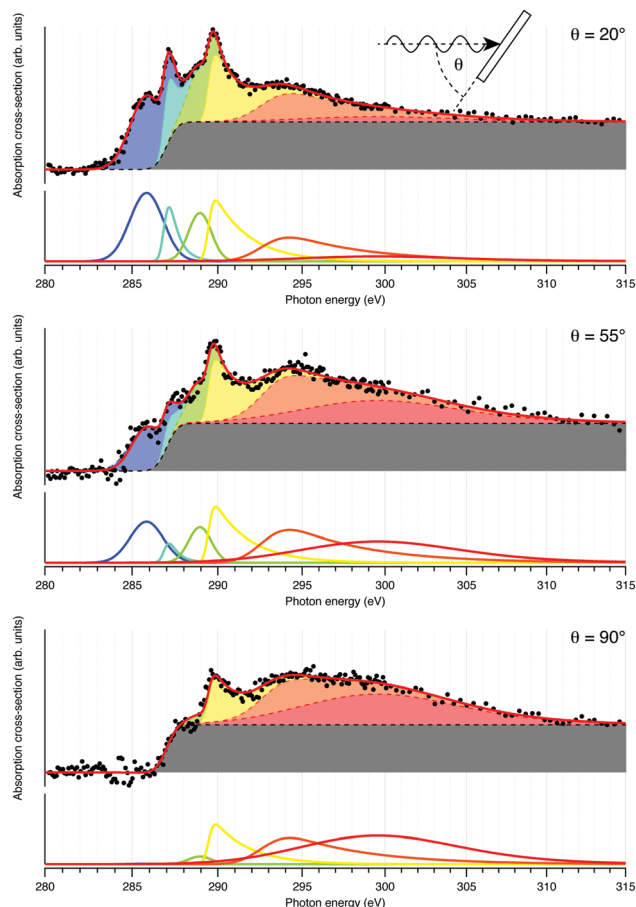 θ = 20°
θ
Absorption cross-section (arb. units)
280 285 290 295 300 305 310 315
Photon energy (eV)
θ = 55°
Absorption cross-section (arb. units)
280 285 290 295 300 305 310 315
Photon energy (eV)
θ = 90°
Absorption cross-section (arb. units)
280 285 290 295 300 305 310 315
Photon energy (eV)